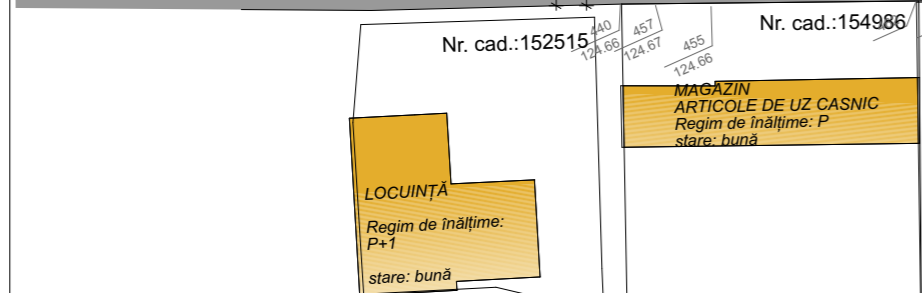 Nr. cad.:152515
440
124.66
457
124.67
455
124.66
Nr. cad.:154986
MAGAZIN
ARTICOLE DE UZ CASNIC
Regim de înălțime: P
stare: bună
LOCUINȚĂ
Regim de înălțime:
P+1
stare: bună